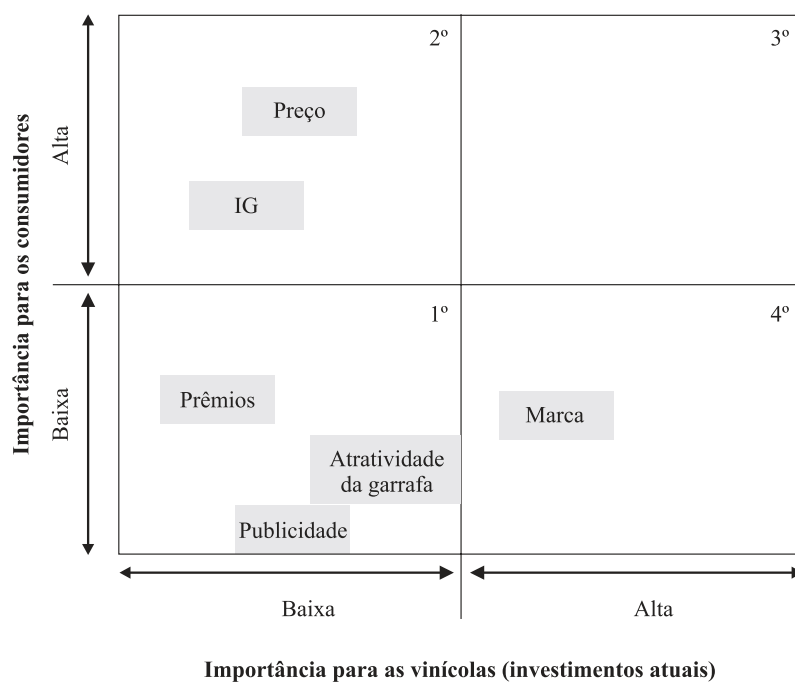 2º
3º
Preço
IG
Alta
Importância para os consumidores
1º
4º
Prêmios
Marca
Atratividade
da garrafa
Publicidade
Baixa
Baixa
Alta
Importância para as vinícolas (investimentos atuais)